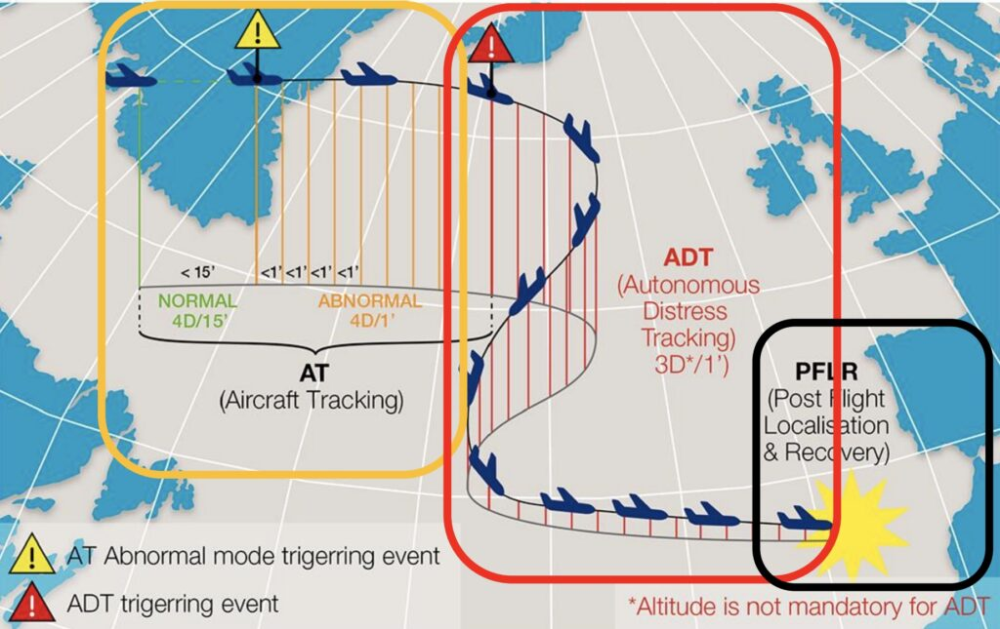 !
!
< 15’
<1’ <1’ <1’ <1’
NORMAL
4D/15’
ABNORMAL
4D/1’
AT
(Aircraft Tracking)
ADT
(Autonomous
Distress
Tracking)
3D*/1’)
PFLR
(Post Flight
Localisation
& Recovery)
! AT Abnormal mode trigerring event
! ADT trigerring event
*Altitude is not mandatory for ADT